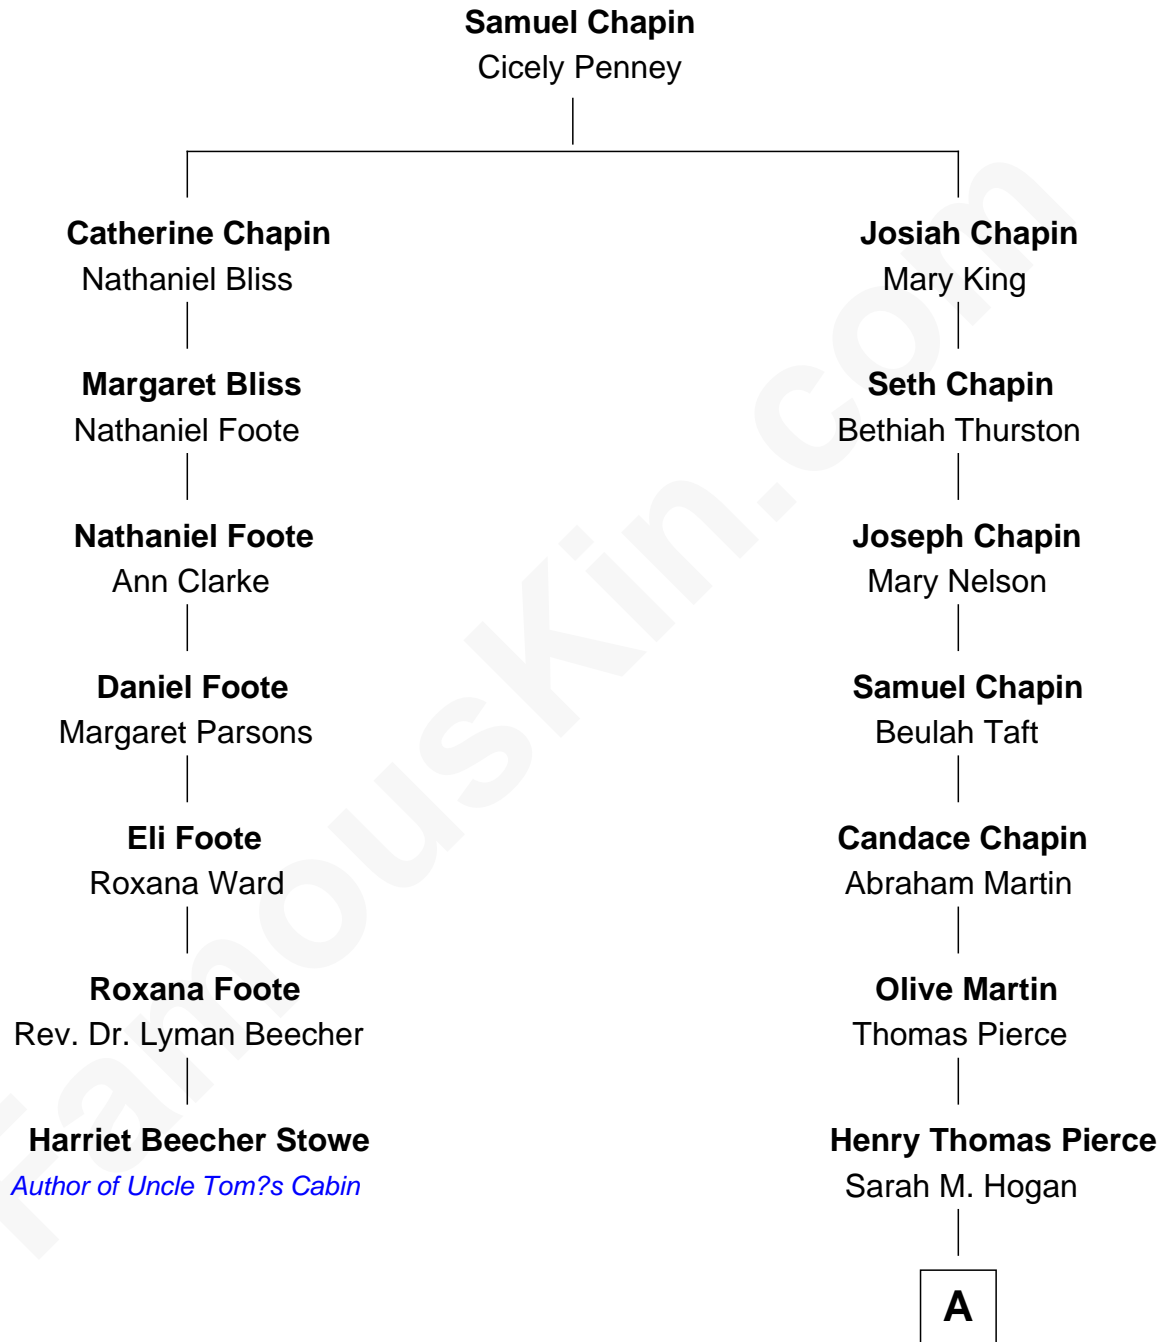 Samuel Chapin
Cicely Penney
Catherine Chapin
Nathaniel Bliss
Josiah Chapin
Mary King
Margaret Bliss
Nathaniel Foote
Seth Chapin
Bethiah Thurston
Nathaniel Foote
Ann Clarke
Joseph Chapin
Mary Nelson
Daniel Foote
Margaret Parsons
Samuel Chapin
Beulah Taft
Eli Foote
Roxana Ward
Candace Chapin
Abraham Martin
Roxana Foote
Rev. Dr. Lyman Beecher
Olive Martin
Thomas Pierce
Harriet Beecher Stowe
Author of Uncle Tom?s Cabin
Henry Thomas Pierce
Sarah M. Hogan
A
FamousKin.com